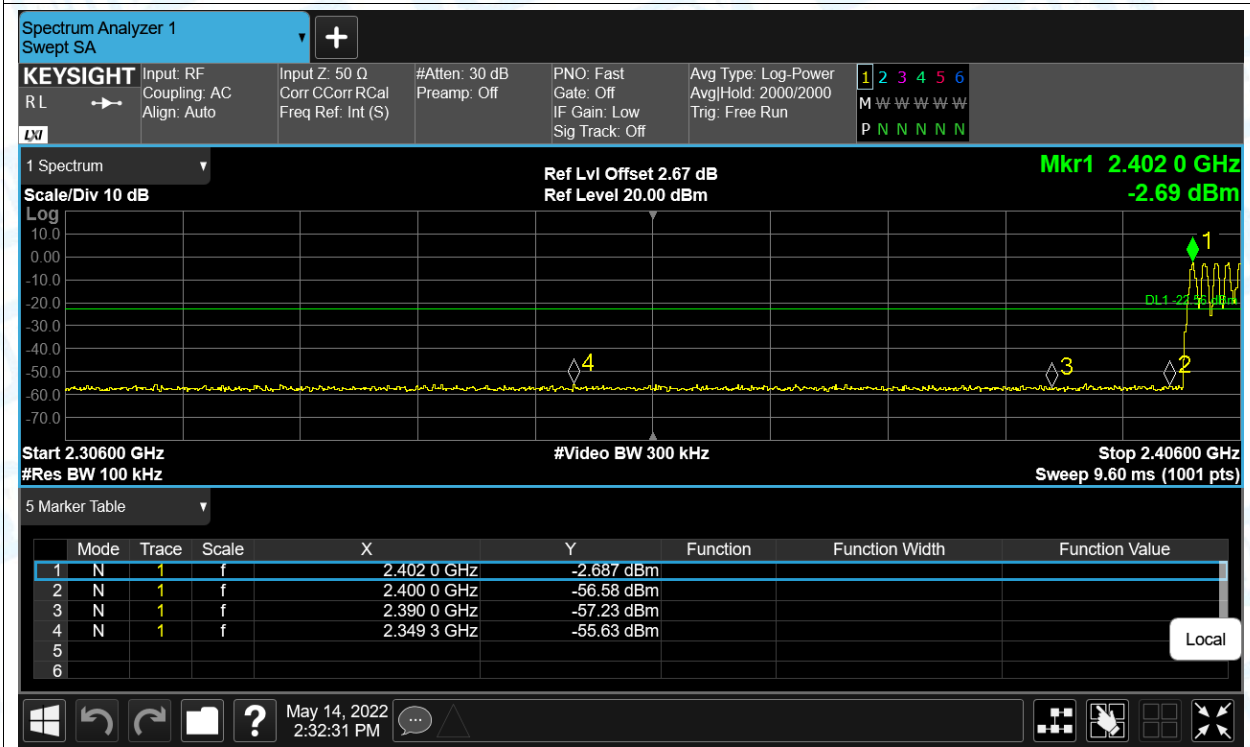 Spectrum Analyzer 1
Swept SA
KEYSIGHT Input: RF Input Z: 50 Ω #Atten: 30 dB PNO: Fast Avg Type: Log-Power 1 2 3 4 5 6
R L Coupling: AC Corr CCorr RCal Preamp: Off Gate: Off Avg|Hold: 2000/2000 M W W W W W
Align: Auto Freq Ref: Int (S) IF Gain: Low Trig: Free Run
LXI Sig Track: Off P N N N N N
1 Spectrum Ref Lvl Offset 2.67 dB Mkr1 2.402 0 GHz
Scale/Div 10 dB Ref Level 20.00 dBm -2.69 dBm
Log
10.0
1
0.00
-10.0
-20.0
DL1 -22.56 dBm
-30.0
-40.0
4 3 2
-50.0
-60.0
-70.0
Start 2.30600 GHz #Video BW 300 kHz Stop 2.40600 GHz
#Res BW 100 kHz Sweep 9.60 ms (1001 pts)
5 Marker Table
Mode Trace Scale X Y Function Function Width Function Value
1 N 1 f 2.402 0 GHz -2.687 dBm
2 N 1 f 2.400 0 GHz -56.58 dBm
3 N 1 f 2.390 0 GHz -57.23 dBm
4 N 1 f 2.349 3 GHz -55.63 dBm
5
6
Local
? May 14, 2022
2:32:31 PM